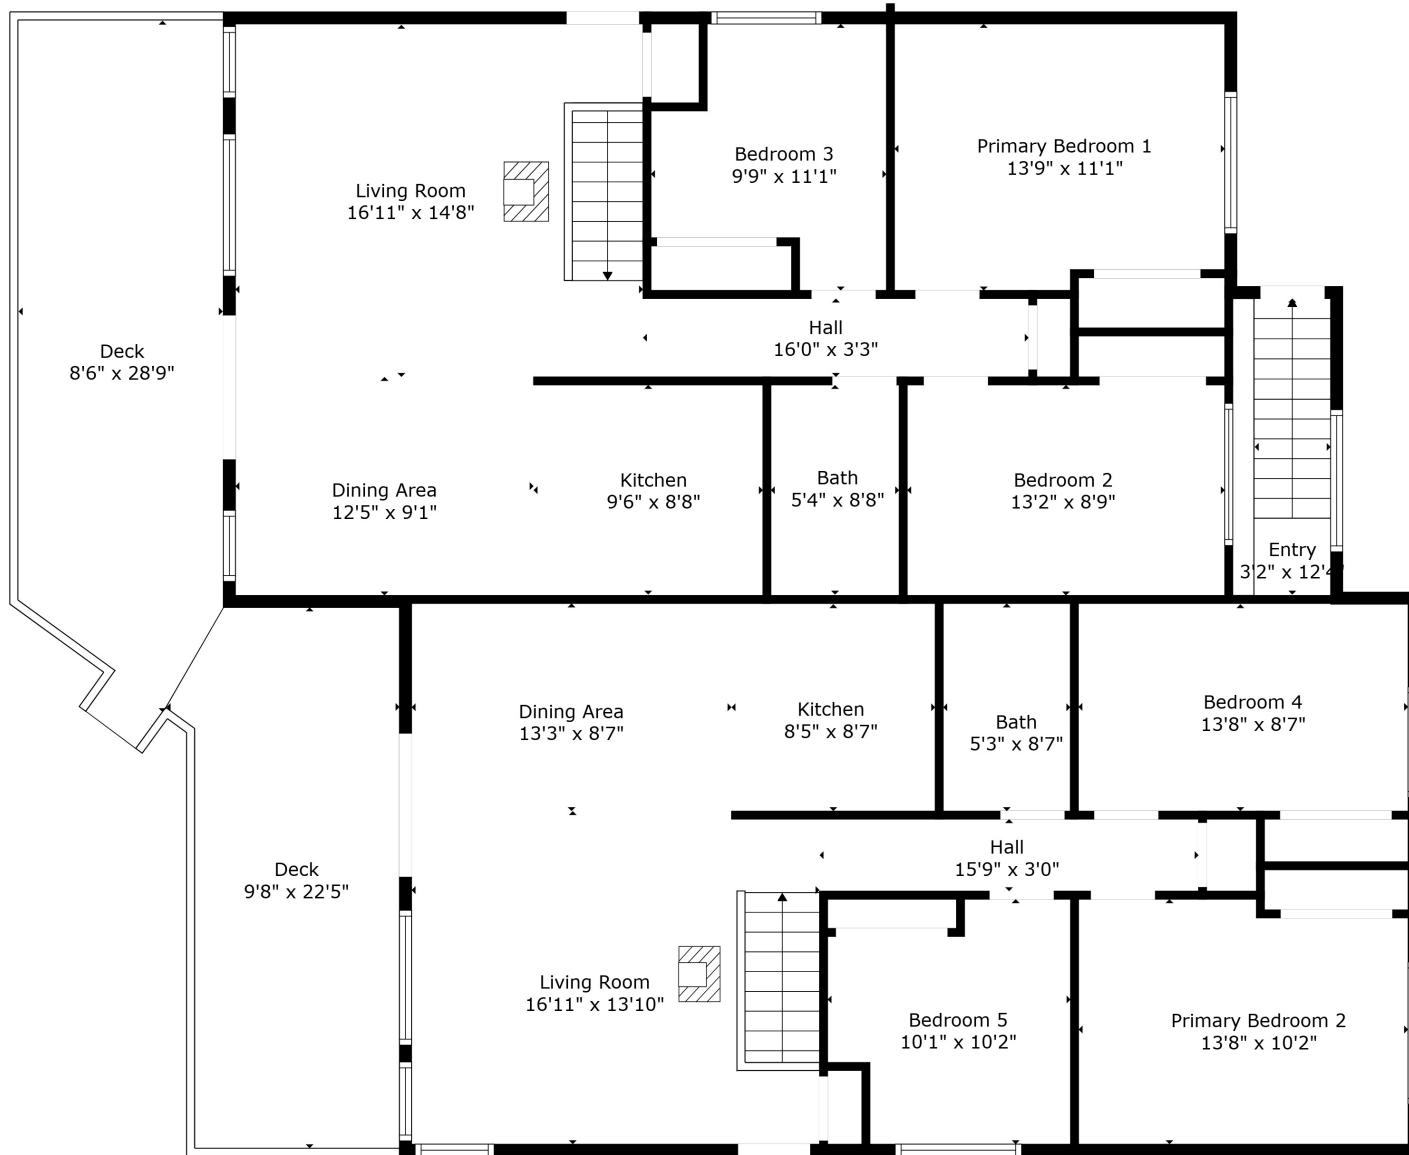 Bedroom 3
9'9" x 11'1"
Primary Bedroom 1
13'9" x 11'1"
Living Room
16'11" x 14'8"
Hall
16'0" x 3'3"
Deck
8'6" x 28'9"
Dining Area
12'5" x 9'1"
Kitchen
9'6" x 8'8"
Bath
5'4" x 8'8"
Bedroom 2
13'2" x 8'9"
Entry
3'2" x 12'4"
Dining Area
13'3" x 8'7"
Kitchen
8'5" x 8'7"
Bath
5'3" x 8'7"
Bedroom 4
13'8" x 8'7"
Hall
15'9" x 3'0"
Deck
9'8" x 22'5"
Living Room
16'11" x 13'10"
Bedroom 5
10'1" x 10'2"
Primary Bedroom 2
13'8" x 10'2"